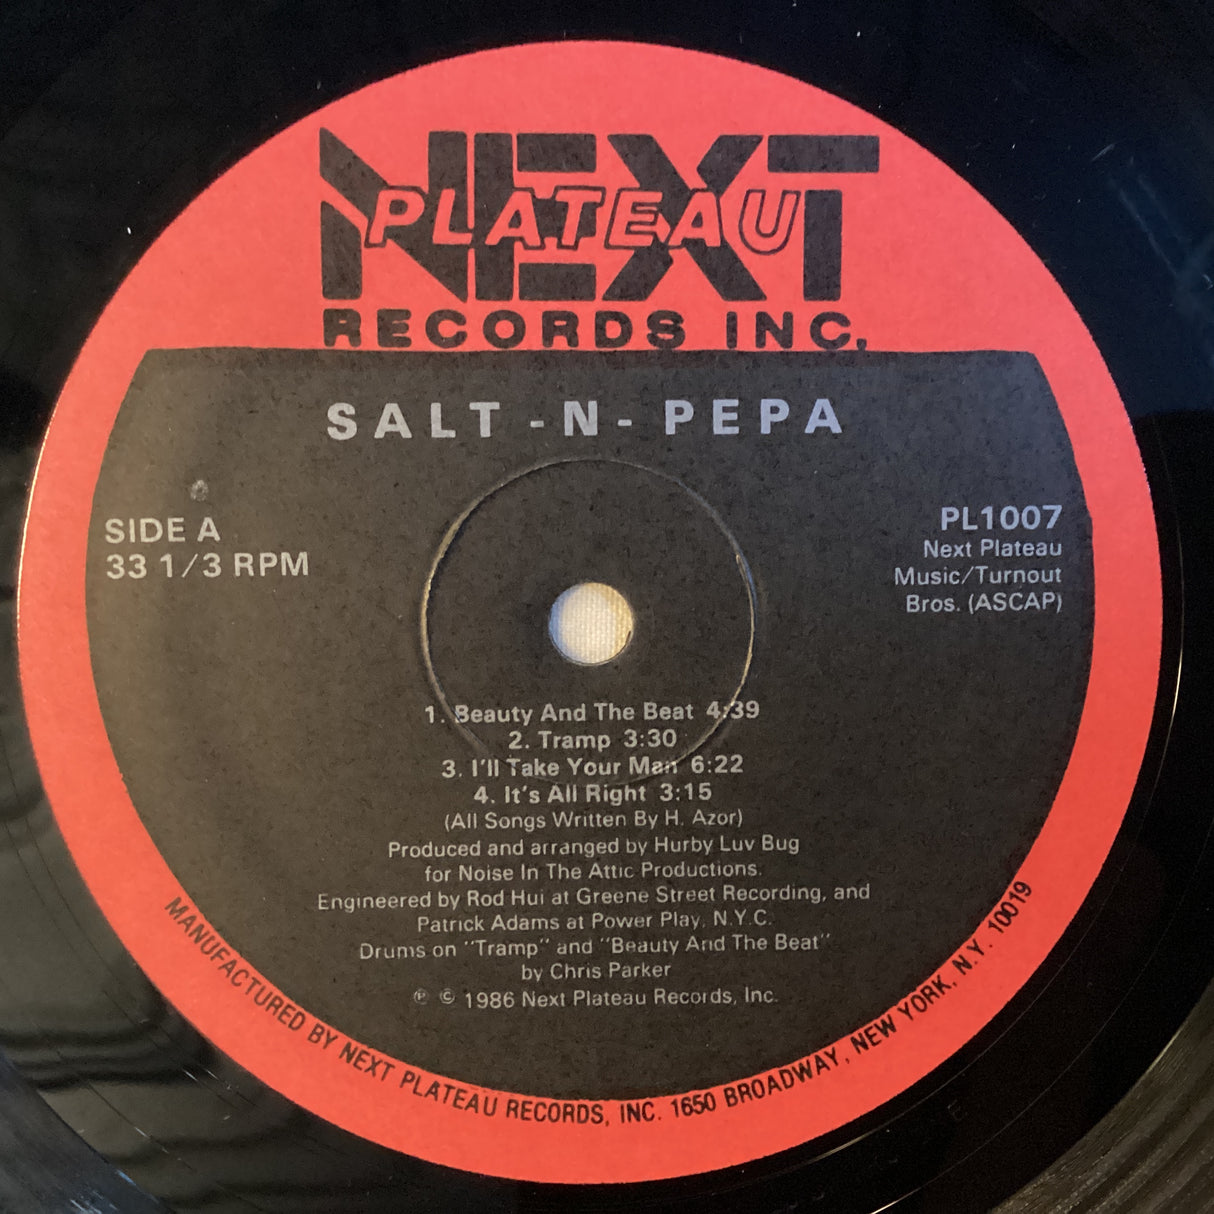 NEXT
PLATEAU
RECORDS INC.
SALT-N-PEPA
SIDE A
33 1/3 RPM
PL1007
Next Plateau
Music/Turnout
Bros. (ASCAP)
1. Beauty And The Beat 4:39
2. Tramp 3:30
3. I'll Take Your Man 6:22
4. It's All Right 3:15
(All Songs Written By H. Azor)
Produced and arranged by Hurby Luv Bug
for Noise In The Attic Productions.
Engineered by Rod Hui at Greene Street Recording, and
Patrick Adams at Power Play, N.Y.C.
Drums on "Tramp" and "Beauty And The Beat"
by Chris Parker
℗ © 1986 Next Plateau Records, Inc.
MANUFACTURED BY NEXT PLATEAU RECORDS, INC. 1650 BROADWAY, NEW YORK, N.Y. 10019